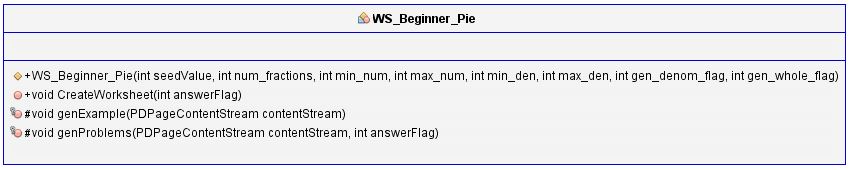 WS_Beginner_Pie
+WS_Beginner_Pie(int seedValue, int num_fractions, int min_num, int max_num, int min_den, int max_den, int gen_denom_flag, int gen_whole_flag)
+void CreateWorksheet(int answerFlag)
#void genExample(PDPageContentStream contentStream)
#void genProblems(PDPageContentStream contentStream, int answerFlag)